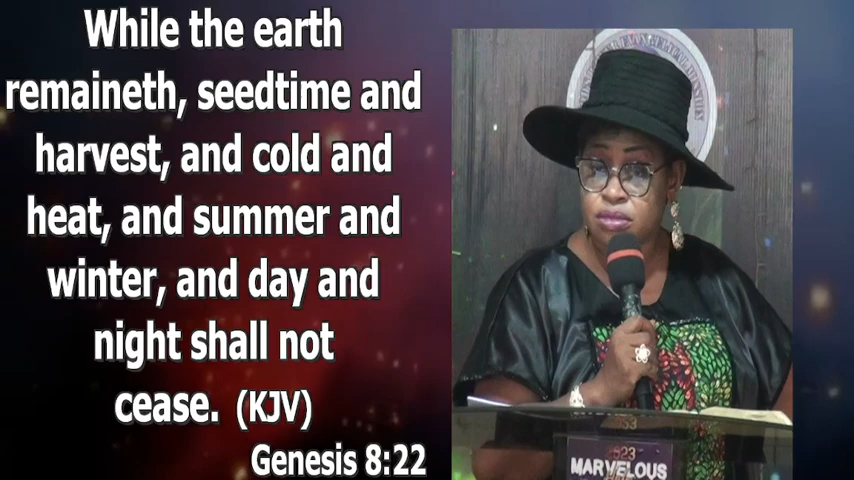 While the earth
remaineth, seedtime and
harvest, and cold and
heat, and summer and
winter, and day and
night shall not
cease. (KJV)
Genesis 8:22
MARVELOUS